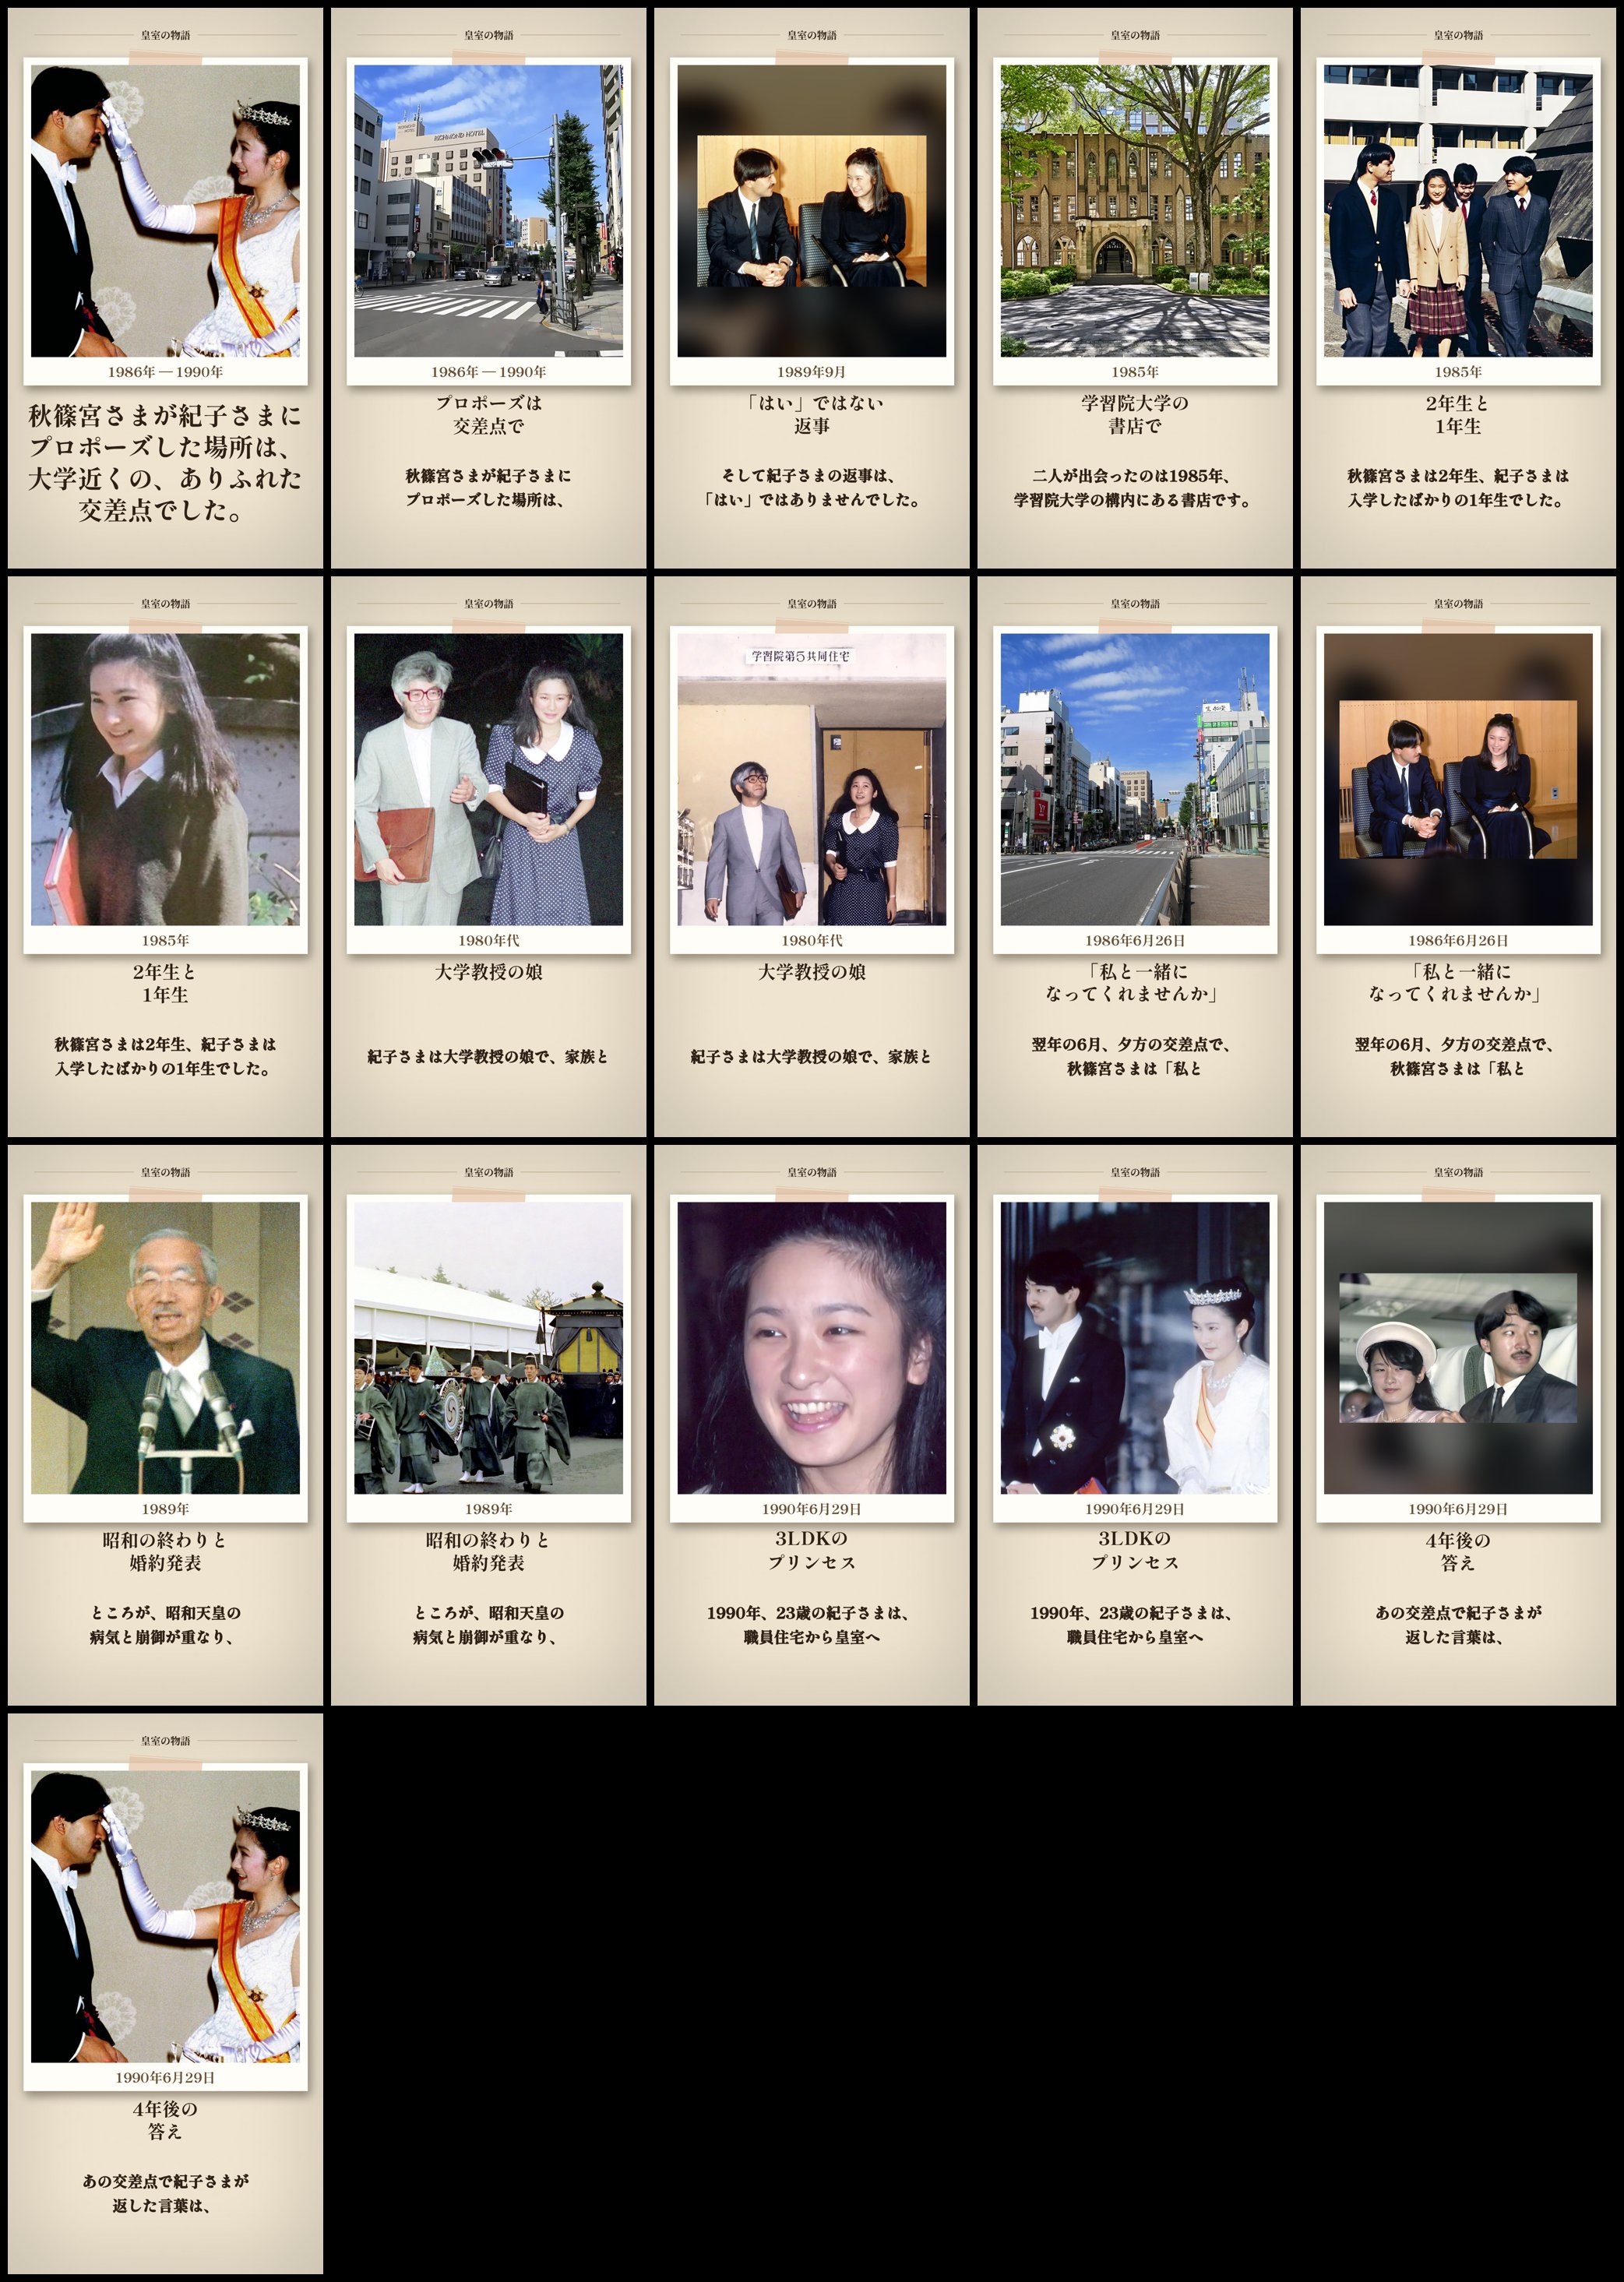 皇室の物語
1986年 — 1990年
秋篠宮さまが紀子さまに
プロポーズした場所は、
大学近くの、ありふれた
交差点でした。
皇室の物語
RICHMOND HOTEL
1986年 — 1990年
プロポーズは
交差点で
秋篠宮さまが紀子さまに
プロポーズした場所は、
皇室の物語
1989年9月
「はい」ではない
返事
そして紀子さまの返事は、
「はい」ではありませんでした。
皇室の物語
1985年
学習院大学の
書店で
二人が出会ったのは1985年、
学習院大学の構内にある書店です。
皇室の物語
1985年
2年生と
1年生
秋篠宮さまは2年生、紀子さまは
入学したばかりの1年生でした。
皇室の物語
1985年
2年生と
1年生
秋篠宮さまは2年生、紀子さまは
入学したばかりの1年生でした。
皇室の物語
1980年代
大学教授の娘
紀子さまは大学教授の娘で、家族と
皇室の物語
学習院第5共同住宅
1980年代
大学教授の娘
紀子さまは大学教授の娘で、家族と
皇室の物語
1986年6月26日
「私と一緒に
なってくれませんか」
翌年の6月、夕方の交差点で、
秋篠宮さまは「私と
皇室の物語
1986年6月26日
「私と一緒に
なってくれませんか」
翌年の6月、夕方の交差点で、
秋篠宮さまは「私と
皇室の物語
1989年
昭和の終わりと
婚約発表
ところが、昭和天皇の
病気と崩御が重なり、
皇室の物語
1989年
昭和の終わりと
婚約発表
ところが、昭和天皇の
病気と崩御が重なり、
皇室の物語
1990年6月29日
3LDKの
プリンセス
1990年、23歳の紀子さまは、
職員住宅から皇室へ
皇室の物語
1990年6月29日
3LDKの
プリンセス
1990年、23歳の紀子さまは、
職員住宅から皇室へ
皇室の物語
1990年6月29日
4年後の
答え
あの交差点で紀子さまが
返した言葉は、
皇室の物語
1990年6月29日
4年後の
答え
あの交差点で紀子さまが
返した言葉は、